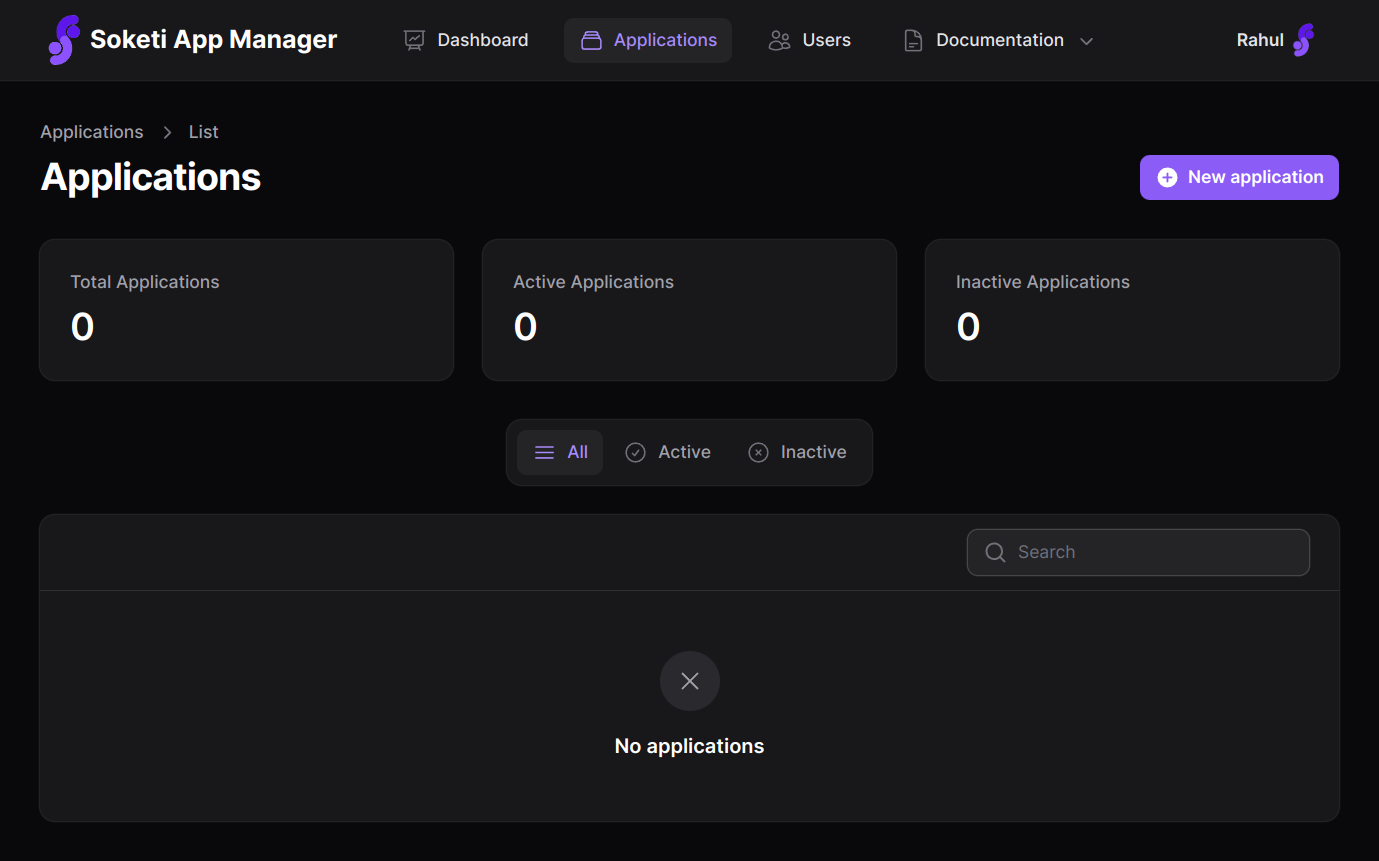 Soketi App Manager Dashboard Applications Users Documentation Rahul
Applications List
Applications
New application
Total Applications Active Applications Inactive Applications
0 0 0
All Active Inactive
Search
No applications